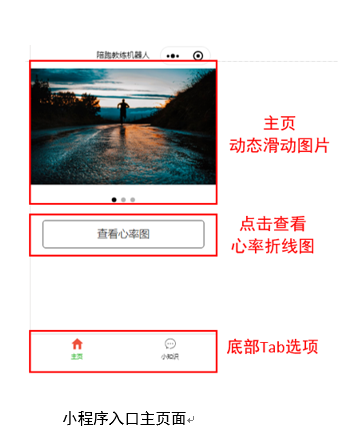 陪跑教练机器人
主页
动态滑动图片
查看心率图
点击查看
心率折线图
主页
小知识
底部Tab选项
小程序入口主页面